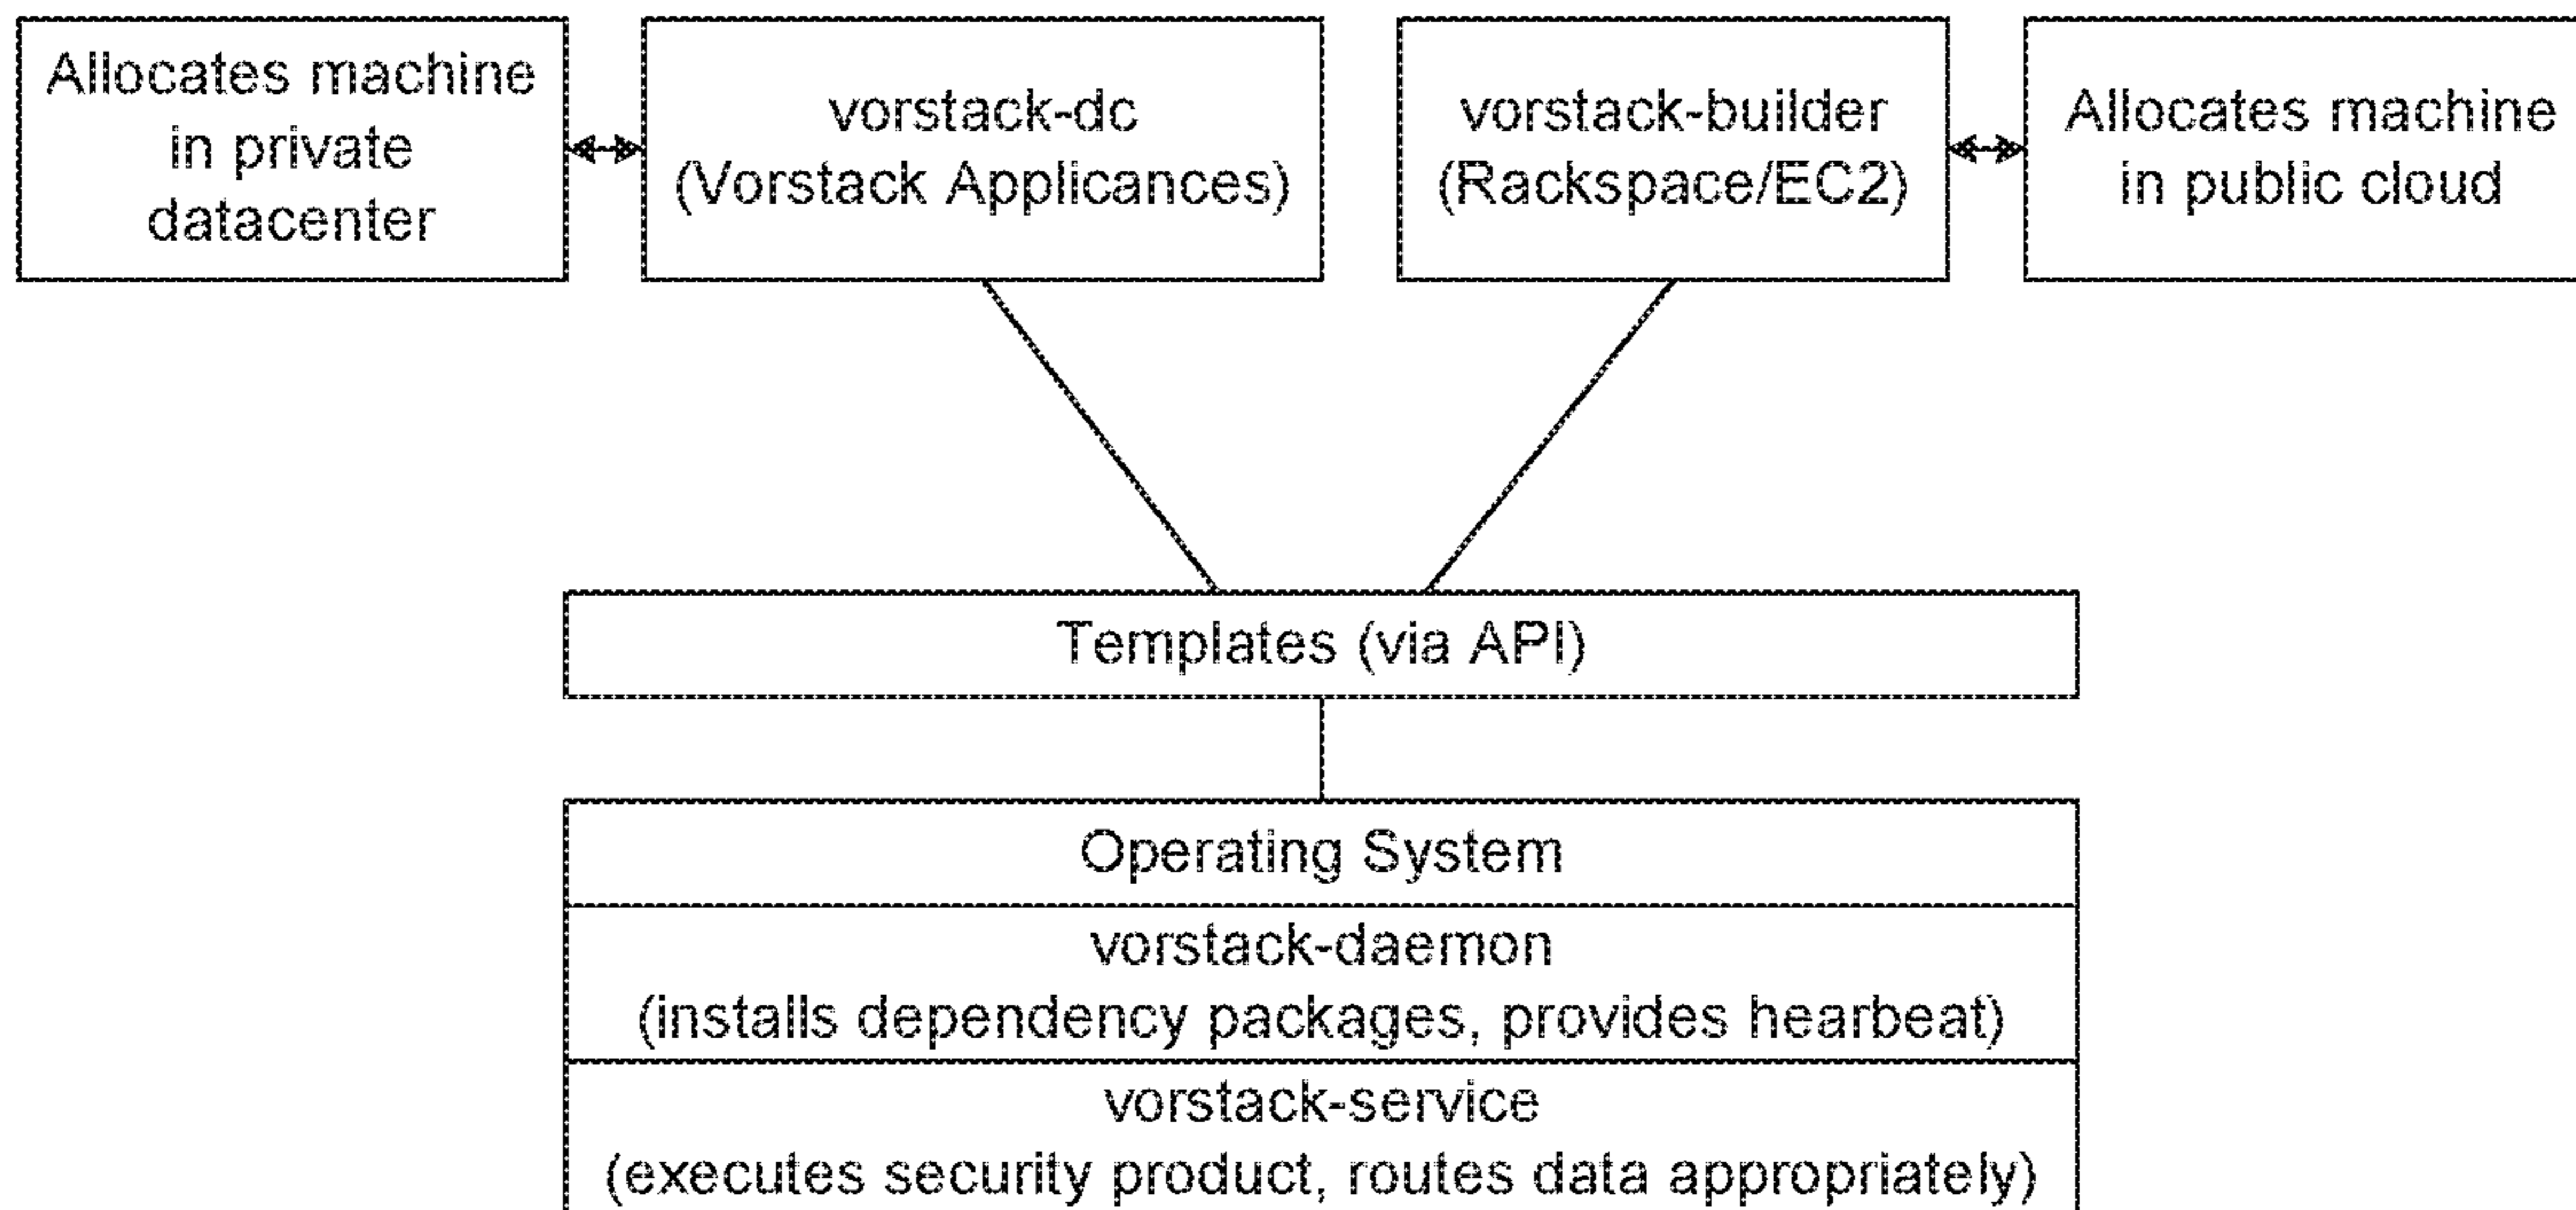 Allocates machine
in private
datacenter
vorstack-dc
(Vorstack Applicances)
vorstack-builder
(Rackspace/EC2)
Allocates machine
in public cloud
Templates (via API)
Operating System
vorstack-daemon
(installs dependency packages, provides hearbeat)
vorstack-service
(executes security product, routes data appropriately)